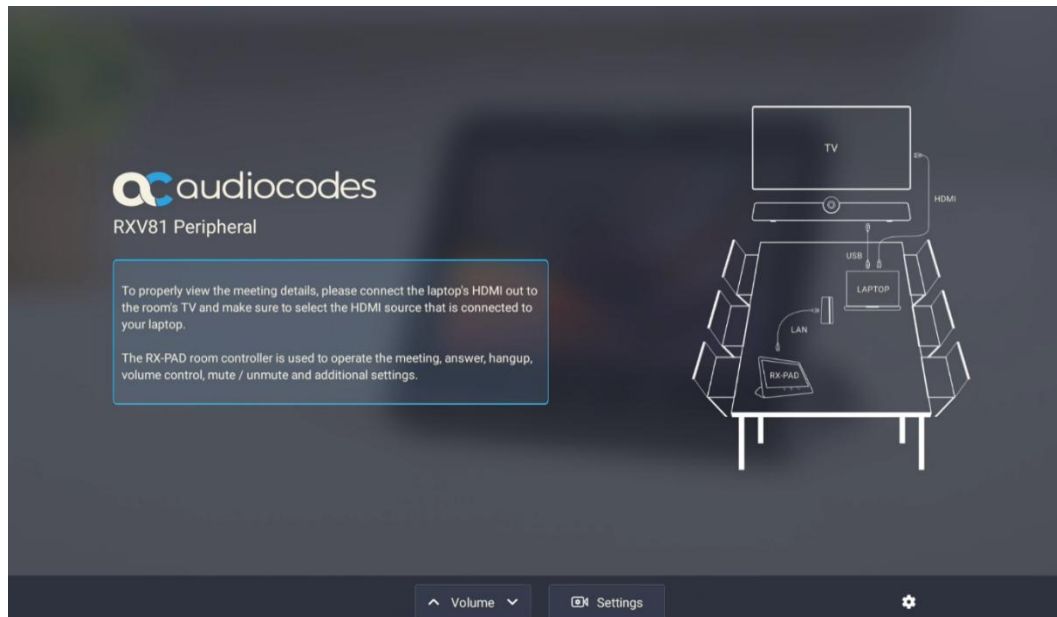 audiocodes
RXV81 Peripheral
To properly view the meeting details, please connect the laptop's HDMI out to
the room's TV and make sure to select the HDMI source that is connected to
your laptop.
The RX-PAD room controller is used to operate the meeting, answer, hangup,
volume control, mute / unmute and additional settings.
TV
HDMI
USB
LAPTOP
LAN
RX-PAD
Volume
Settings